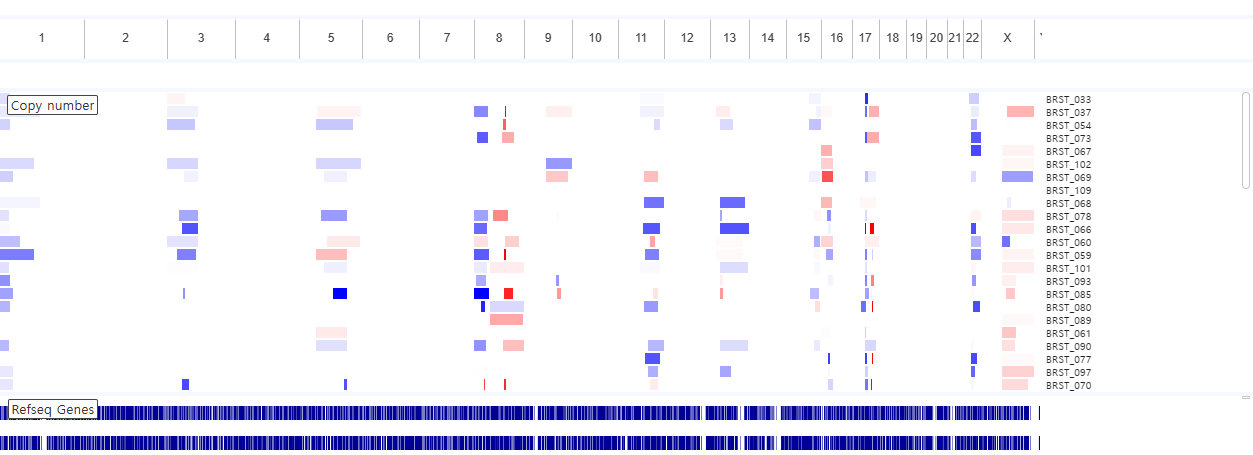 1 2 3 4 5 6 7 8 9 10 11 12 13 14 15 16 17 18 19 20 21 22 X
Copy number
BRST_033
BRST_037
BRST_054
BRST_073
BRST_067
BRST_102
BRST_069
BRST_109
BRST_068
BRST_078
BRST_066
BRST_060
BRST_059
BRST_101
BRST_093
BRST_085
BRST_080
BRST_089
BRST_061
BRST_090
BRST_077
BRST_097
BRST_070
Refseq Genes